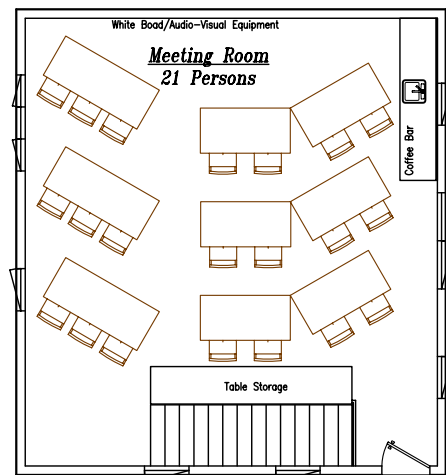 White Boad/Audio-Visual Equipment
Meeting Room
21 Persons
Coffee Bar
Table Storage